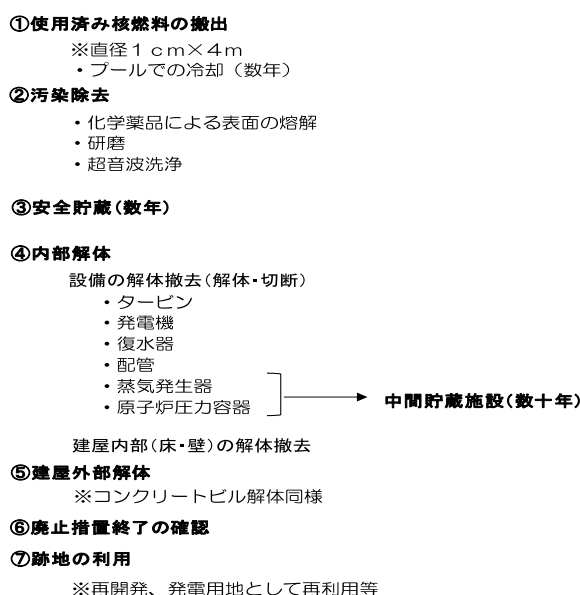 ①使用済み核燃料の搬出
※直径1cm×4m
・プールでの冷却（数年）
②汚染除去
・化学薬品による表面の熔解
・研磨
・超音波洗浄
③安全貯蔵(数年)
④内部解体
設備の解体撤去(解体・切断)
・タービン
・発電機
・復水器
・配管
・蒸気発生器
・原子炉圧力容器
中間貯蔵施設(数十年)
建屋内部(床・壁)の解体撤去
⑤建屋外部解体
※コンクリートビル解体同様
⑥廃止措置終了の確認
⑦跡地の利用
※再開発、発電用地として再利用等